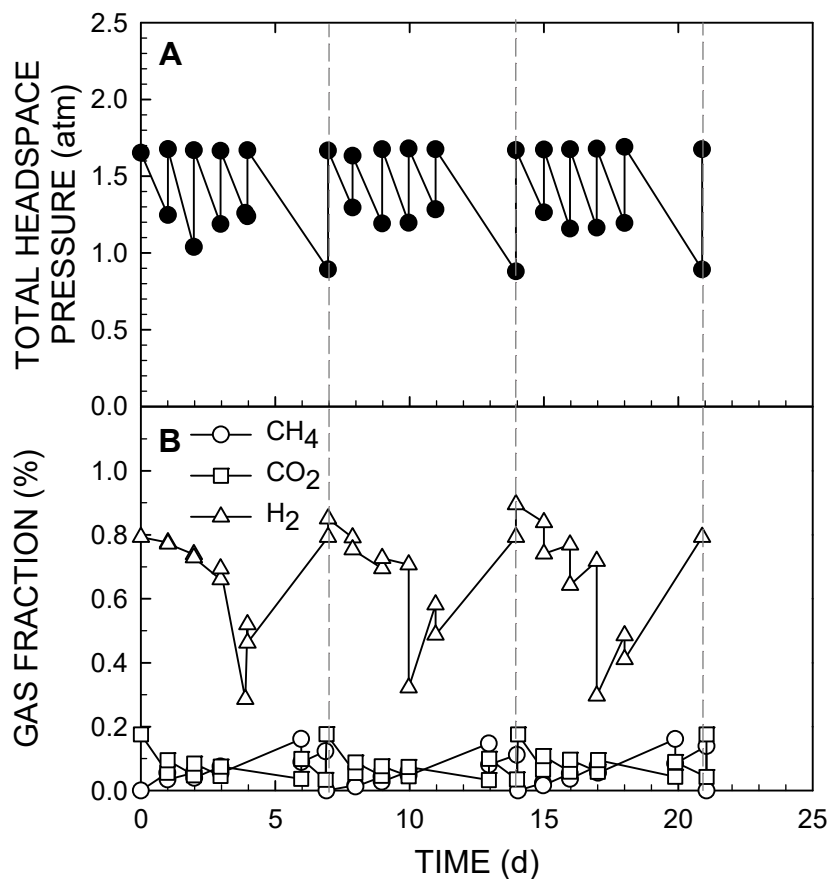 A
TOTAL HEADSPACE
PRESSURE (atm)
2.5
2.0
1.5
1.0
0.5
0.0
B
CH4
CO2
H2
GAS FRACTION (%)
1.0
0.8
0.6
0.4
0.2
0.0
0 5 10 15 20 25
TIME (d)